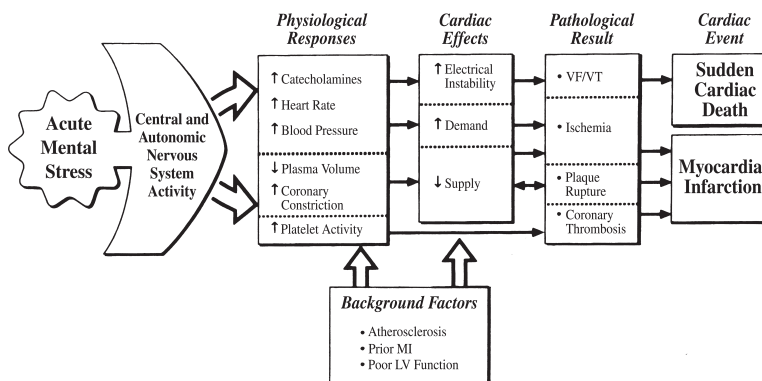 Physiological
Responses
Cardiac
Effects
Pathological
Result
Cardiac
Event
Acute
Mental
Stress
Central and
Autonomic
Nervous
System
Activity
↑ Catecholamines
↑ Heart Rate
↑ Blood Pressure
↓ Plasma Volume
↑ Coronary
Constriction
↑ Platelet Activity
↑ Electrical
Instability
↑ Demand
↓ Supply
• VF/VT
• Ischemia
• Plaque
Rupture
• Coronary
Thrombosis
Sudden
Cardiac
Death
Myocardial
Infarction
Background Factors
• Atherosclerosis
• Prior MI
• Poor LV Function